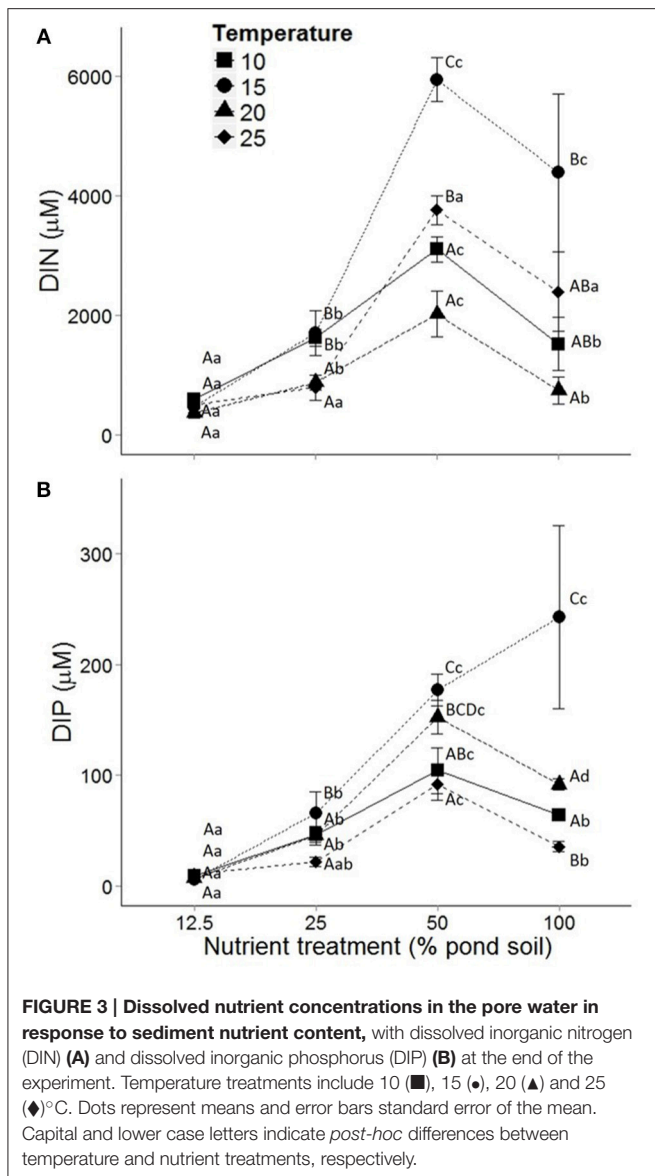 A
Temperature
■ 10
● 15
▲ 20
◆ 25
6000
4000
2000
0
DIN (µM)
Aa
Aa
Aa
Aa
Bb
Bb
Ab
Aa
Cc
Ba
Ac
Ac
Bc
ABa
ABb
Ab
B
300
200
100
0
DIP (µM)
Aa
Aa
Aa
Aa
Bb
Ab
Ab
Aab
Cc
BCDc
ABc
Ac
Cc
Ad
Ab
Bb
12.5 25 50 100
Nutrient treatment (% pond soil)
FIGURE 3 | Dissolved nutrient concentrations in the pore water in
response to sediment nutrient content, with dissolved inorganic nitrogen
(DIN) (A) and dissolved inorganic phosphorus (DIP) (B) at the end of the
experiment. Temperature treatments include 10 (■), 15 (●), 20 (▲) and 25
(◆)°C. Dots represent means and error bars standard error of the mean.
Capital and lower case letters indicate post-hoc differences between
temperature and nutrient treatments, respectively.